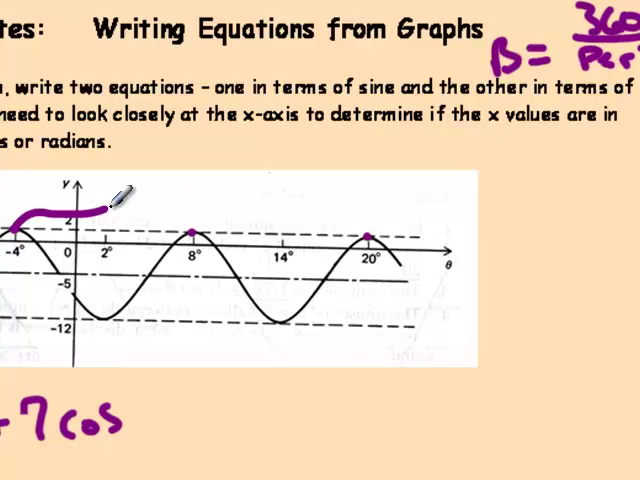 tes: Writing Equations from Graphs
B = 360
Per
, write two equations - one in terms of sine and the other in terms of
need to look closely at the x-axis to determine if the x values are in
s or radians.
y
2
-4° 0 2° 8° 14° 20° θ
-5
-12
7 cos